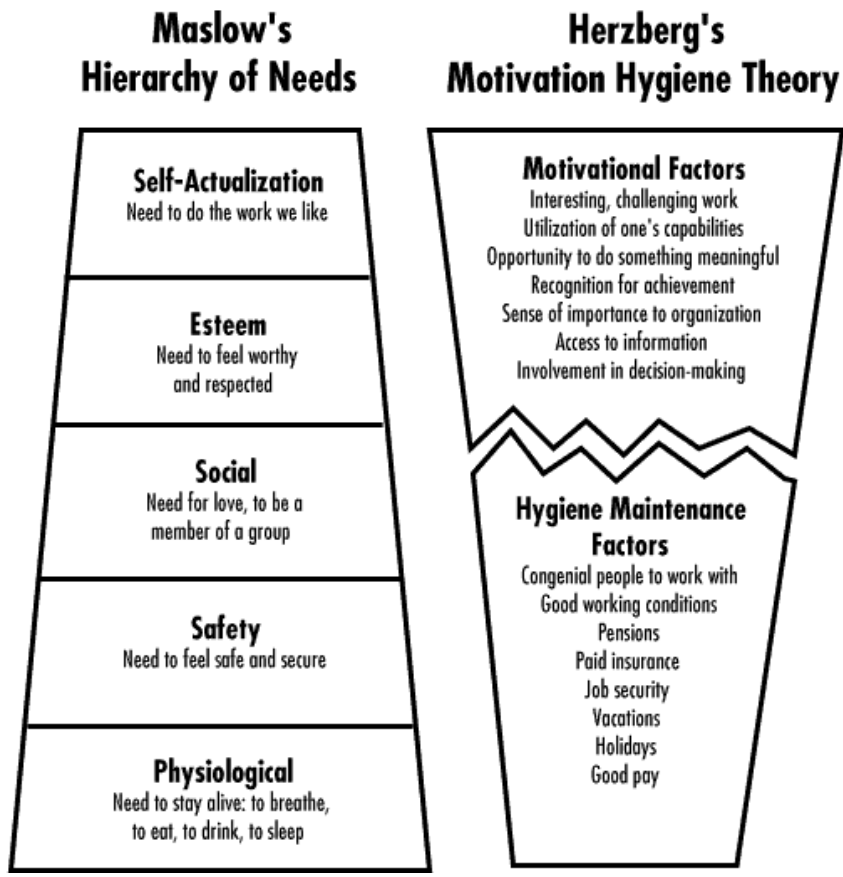 Maslow's
Hierarchy of Needs
Self-Actualization
Need to do the work we like
Esteem
Need to feel worthy
and respected
Social
Need for love, to be a
member of a group
Safety
Need to feel safe and secure
Physiological
Need to stay alive: to breathe,
to eat, to drink, to sleep
Herzberg's
Motivation Hygiene Theory
Motivational Factors
Interesting, challenging work
Utilization of one's capabilities
Opportunity to do something meaningful
Recognition for achievement
Sense of importance to organization
Access to information
Involvement in decision-making
Hygiene Maintenance
Factors
Congenial people to work with
Good working conditions
Pensions
Paid insurance
Job security
Vacations
Holidays
Good pay